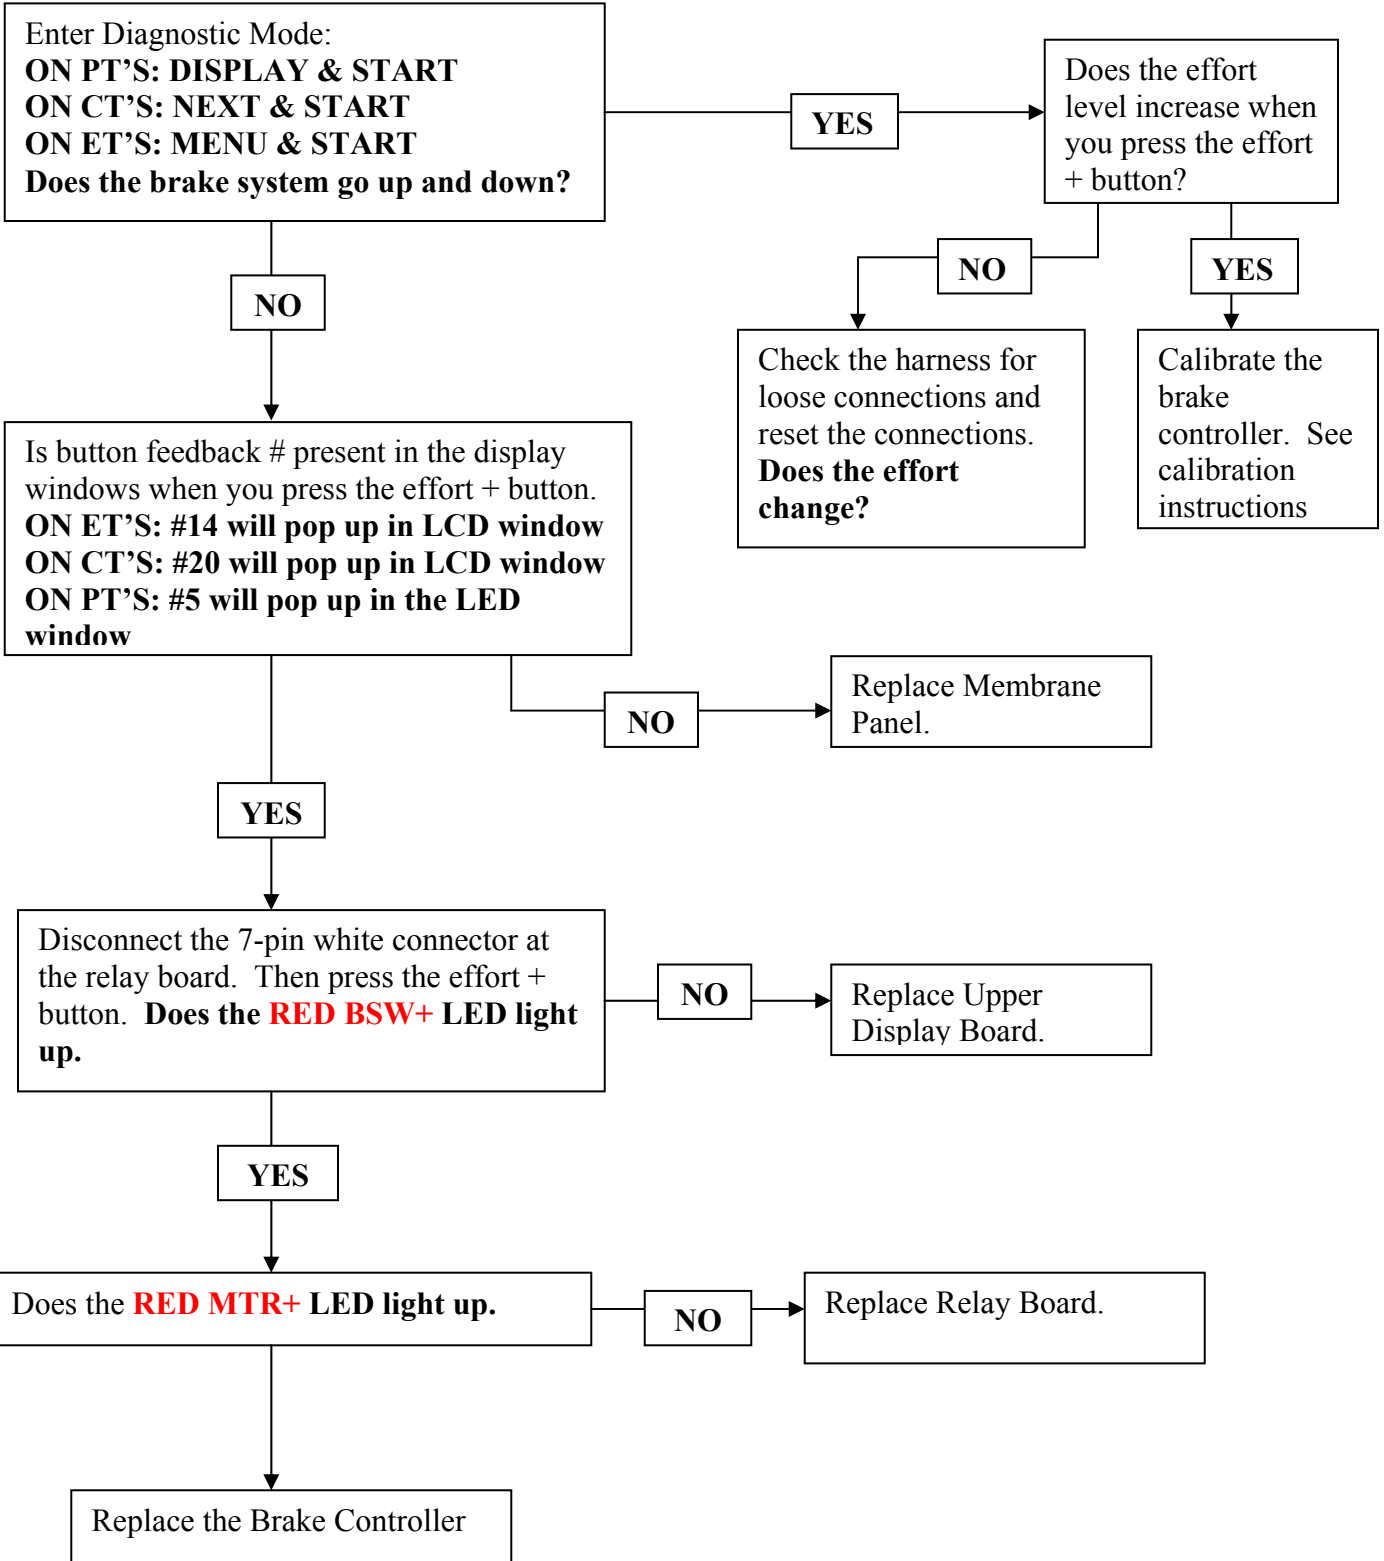 Enter Diagnostic Mode:
ON PT’S: DISPLAY & START
ON CT’S: NEXT & START
ON ET’S: MENU & START
Does the brake system go up and down?
YES
Does the effort
level increase when
you press the effort
+ button?
NO
YES
NO
Check the harness for
loose connections and
reset the connections.
Does the effort
change?
Calibrate the
brake
controller. See
calibration
instructions
Is button feedback # present in the display
windows when you press the effort + button.
ON ET’S: #14 will pop up in LCD window
ON CT’S: #20 will pop up in LCD window
ON PT’S: #5 will pop up in the LED
window
NO
Replace Membrane
Panel.
YES
Disconnect the 7-pin white connector at
the relay board. Then press the effort +
button. Does the RED BSW+ LED light
up.
NO
Replace Upper
Display Board.
YES
Does the RED MTR+ LED light up.
NO
Replace Relay Board.
Replace the Brake Controller